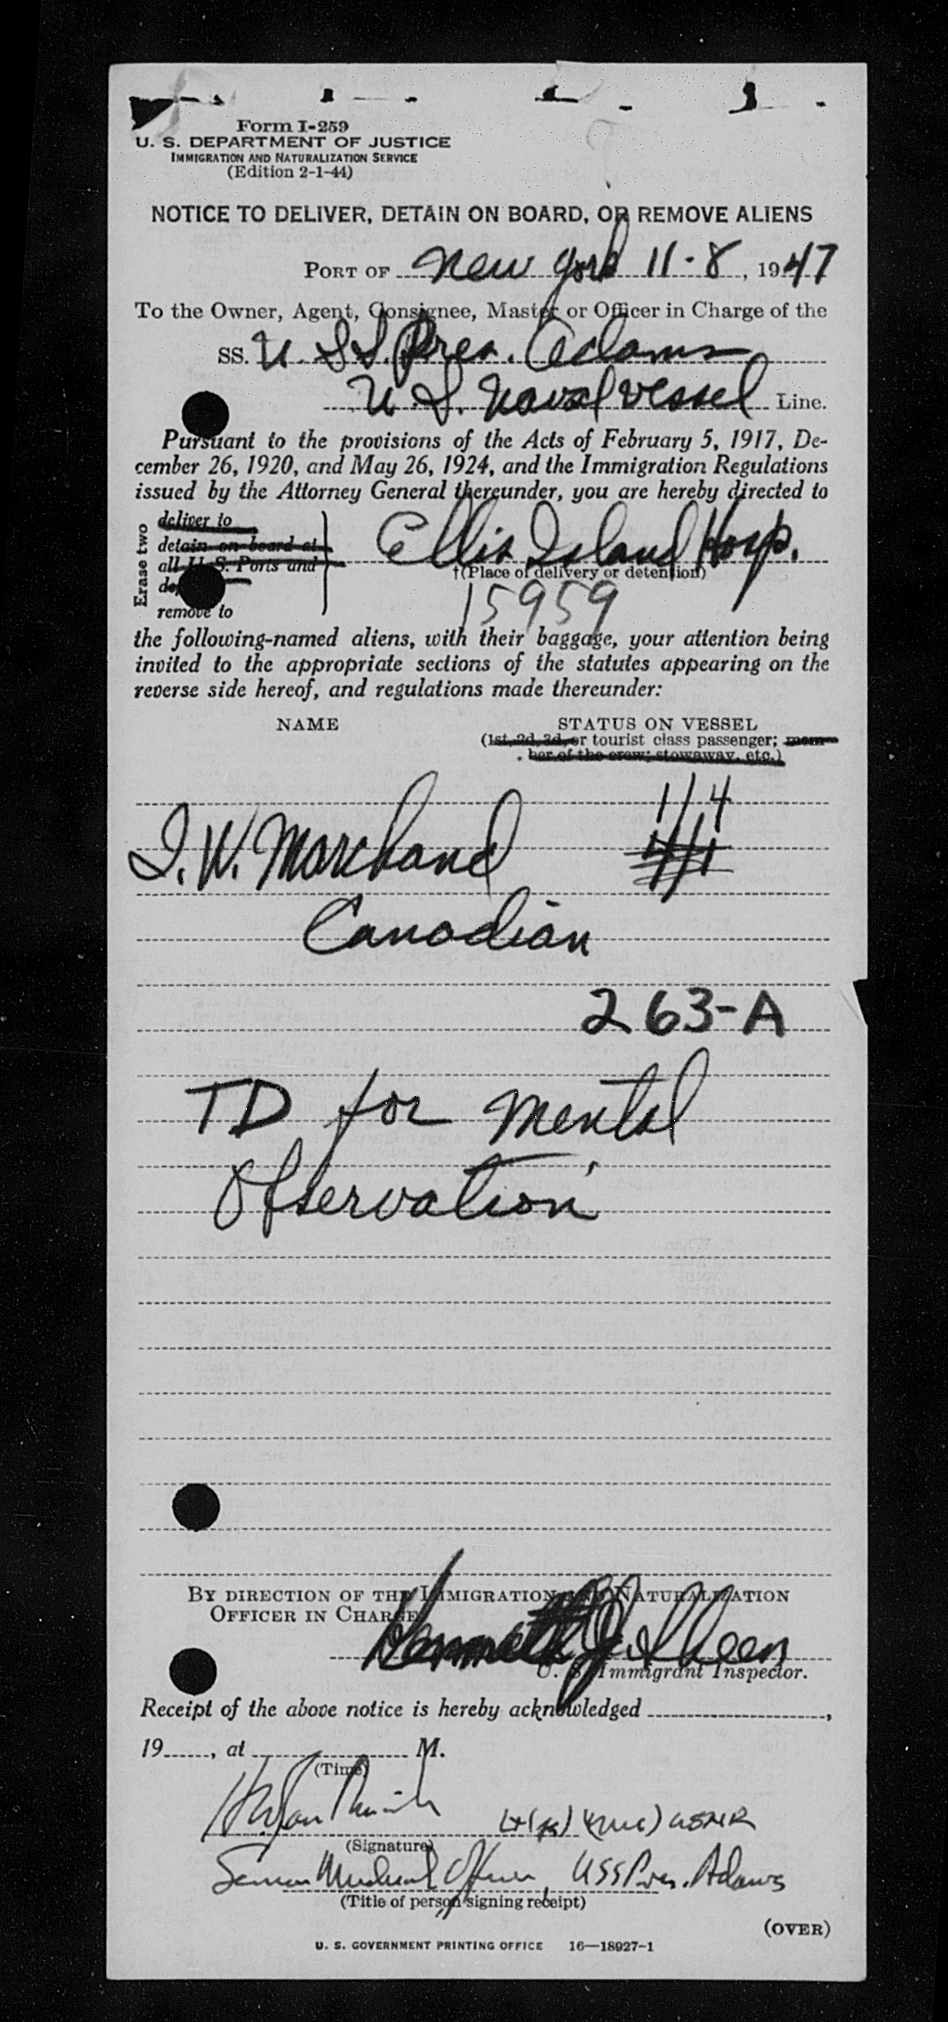 Form I-259
U. S. DEPARTMENT OF JUSTICE
IMMIGRATION AND NATURALIZATION SERVICE
(Edition 2-1-44)
NOTICE TO DELIVER, DETAIN ON BOARD, OR REMOVE ALIENS
PORT OF New York 11-8, 1947
To the Owner, Agent, Consignee, Master or Officer in Charge of the
SS. U.S.S. Pres. Adams
U.S. Naval Vessel Line.
Pursuant to the provisions of the Acts of February 5, 1917, De-
cember 26, 1920, and May 26, 1924, and the Immigration Regulations
issued by the Attorney General thereunder, you are hereby directed to
Erase two
deliver to
detain on board at
all U. S. Ports and
remove to
Ellis Island Hosp.
†(Place of delivery or detention)
15959
the following-named aliens, with their baggage, your attention being
invited to the appropriate sections of the statutes appearing on the
reverse side hereof, and regulations made thereunder:
NAME STATUS ON VESSEL
(1st, 2d, 3d, or tourist class passenger; mem-
ber of the crew; stowaway, etc.)
1/4
I. W. Marchand
Canadian
263-A
TD for Mental
Observation
BY DIRECTION OF THE IMMIGRATION AND NATURALIZATION
OFFICER IN CHARGE
Kenneth J.
U. S. Immigrant Inspector.
Receipt of the above notice is hereby acknowledged ,
19 , at M.
(Time)
USNR
(Signature)
Senior Medical Officer, USS Pres. Adams
(Title of person signing receipt)
(OVER)
U. S. GOVERNMENT PRINTING OFFICE 16—18927-1